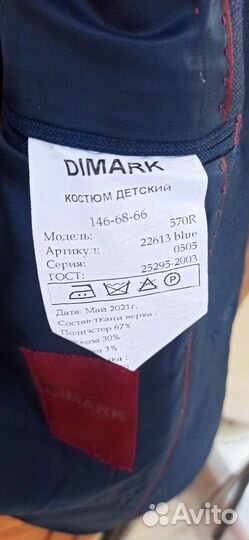 DIMARK
КОСТЮМ ДЕТСКИЙ
146-68-66
Модель: 570R
Артикул: 22613 blue
Серия: 0505
ГОСТ: 25295-2003
P
Дата: Май 2021г.
Состав ткани верха :
Полиэстер 67%
30%
3%
DIMARK
Avito